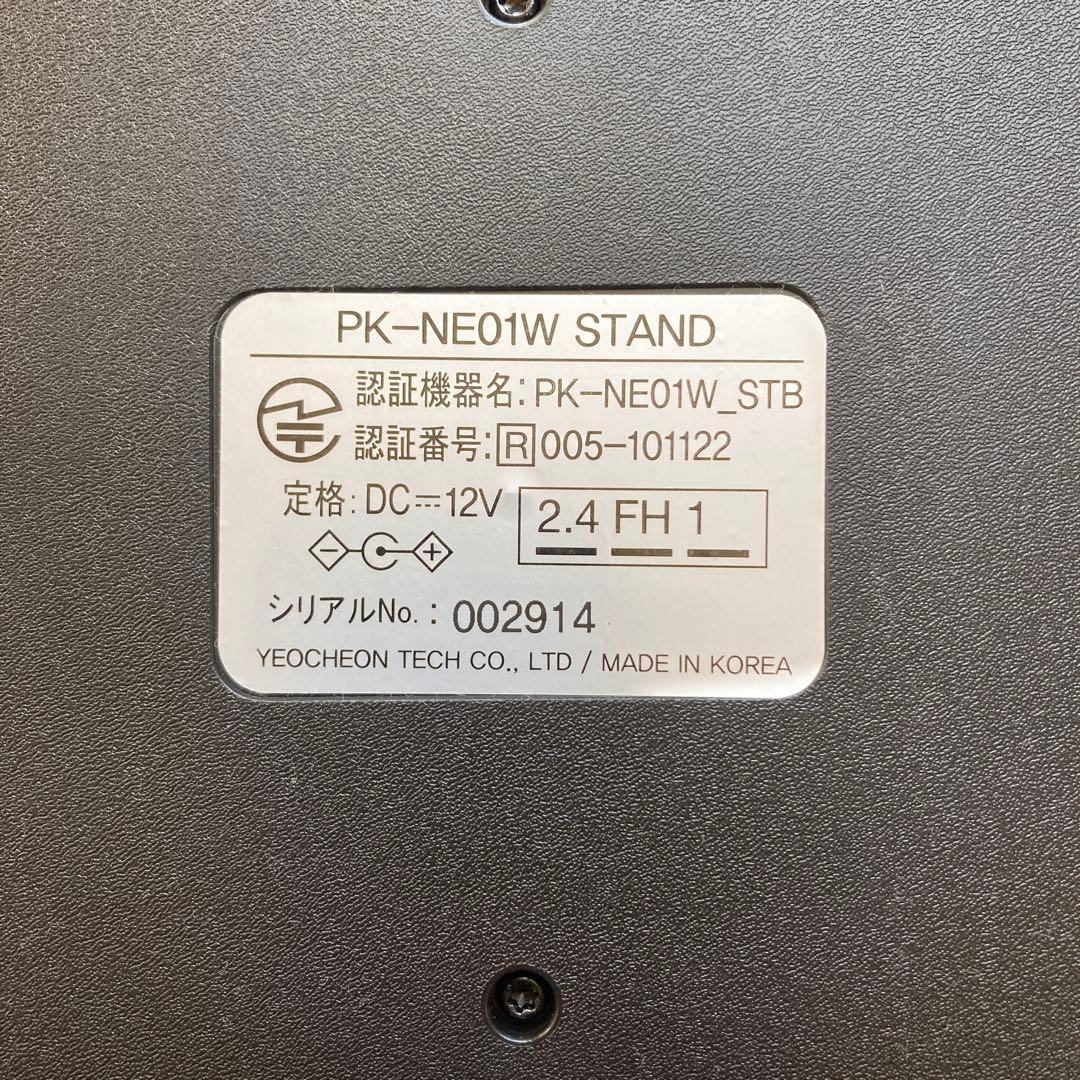 PK-NE01W STAND
認証機器名: PK-NE01W_STB
認証番号: R 005-101122
定格: DC⎓12V
2.4 FH 1
シリアルNo. : 002914
YEOCHEON TECH CO., LTD / MADE IN KOREA